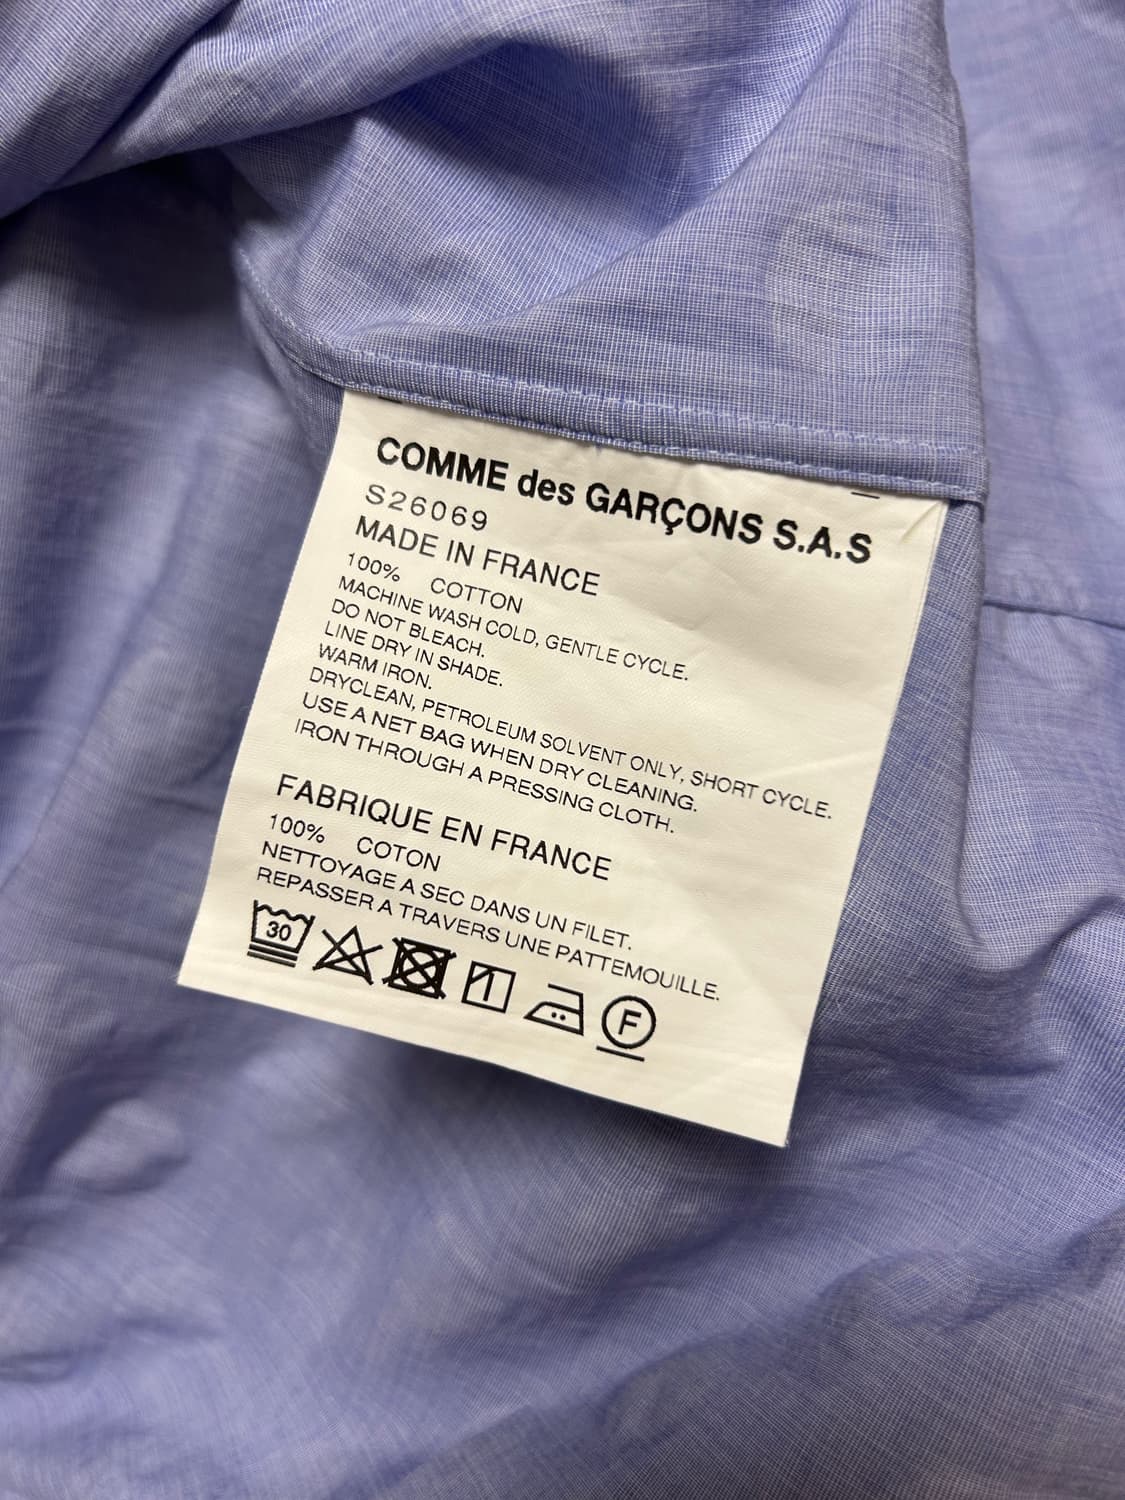 COMME des GARÇONS S.A.S
S26069
MADE IN FRANCE
100% COTTON
MACHINE WASH COLD, GENTLE CYCLE.
DO NOT BLEACH.
LINE DRY IN SHADE.
WARM IRON.
DRYCLEAN, PETROLEUM SOLVENT ONLY, SHORT CYCLE.
USE A NET BAG WHEN DRY CLEANING.
IRON THROUGH A PRESSING CLOTH.
FABRIQUE EN FRANCE
100% COTON
NETTOYAGE A SEC DANS UN FILET.
REPASSER A TRAVERS UNE PATTEMOUILLE.
30 F